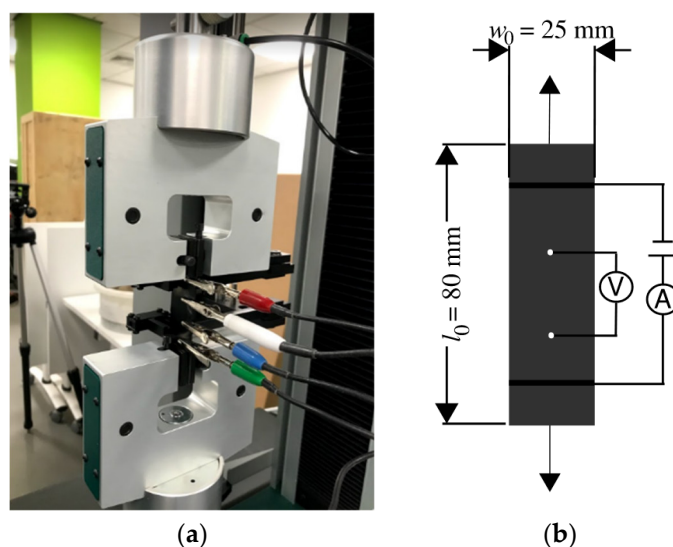 w₀ = 25 mm
l₀ = 80 mm
V
A
(a)
(b)